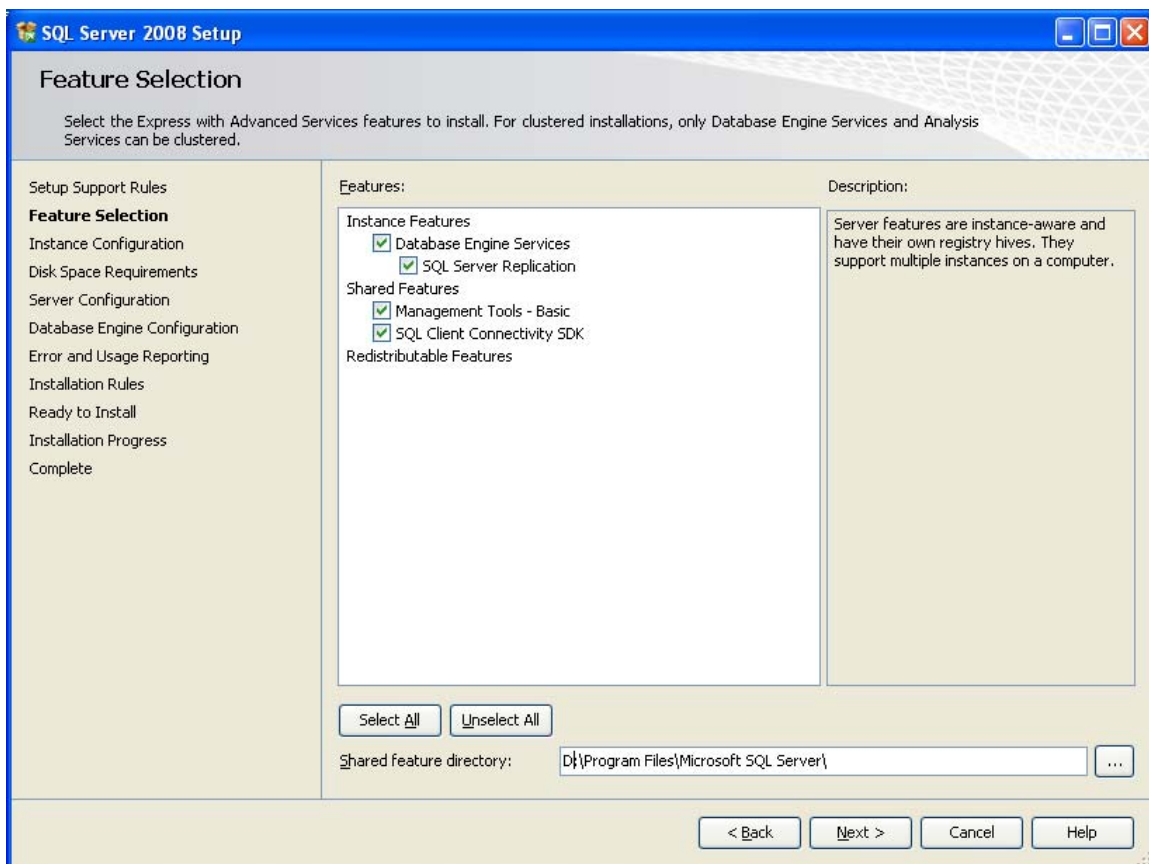 SQL Server 2008 Setup
Feature Selection
Select the Express with Advanced Services features to install. For clustered installations, only Database Engine Services and Analysis
Services can be clustered.
Setup Support Rules
Feature Selection
Instance Configuration
Disk Space Requirements
Server Configuration
Database Engine Configuration
Error and Usage Reporting
Installation Rules
Ready to Install
Installation Progress
Complete
Features:
Instance Features
Database Engine Services
SQL Server Replication
Shared Features
Management Tools - Basic
SQL Client Connectivity SDK
Redistributable Features
Description:
Server features are instance-aware and
have their own registry hives. They
support multiple instances on a computer.
Select All
Unselect All
Shared feature directory:
D:\Program Files\Microsoft SQL Server\
...
< Back
Next >
Cancel
Help